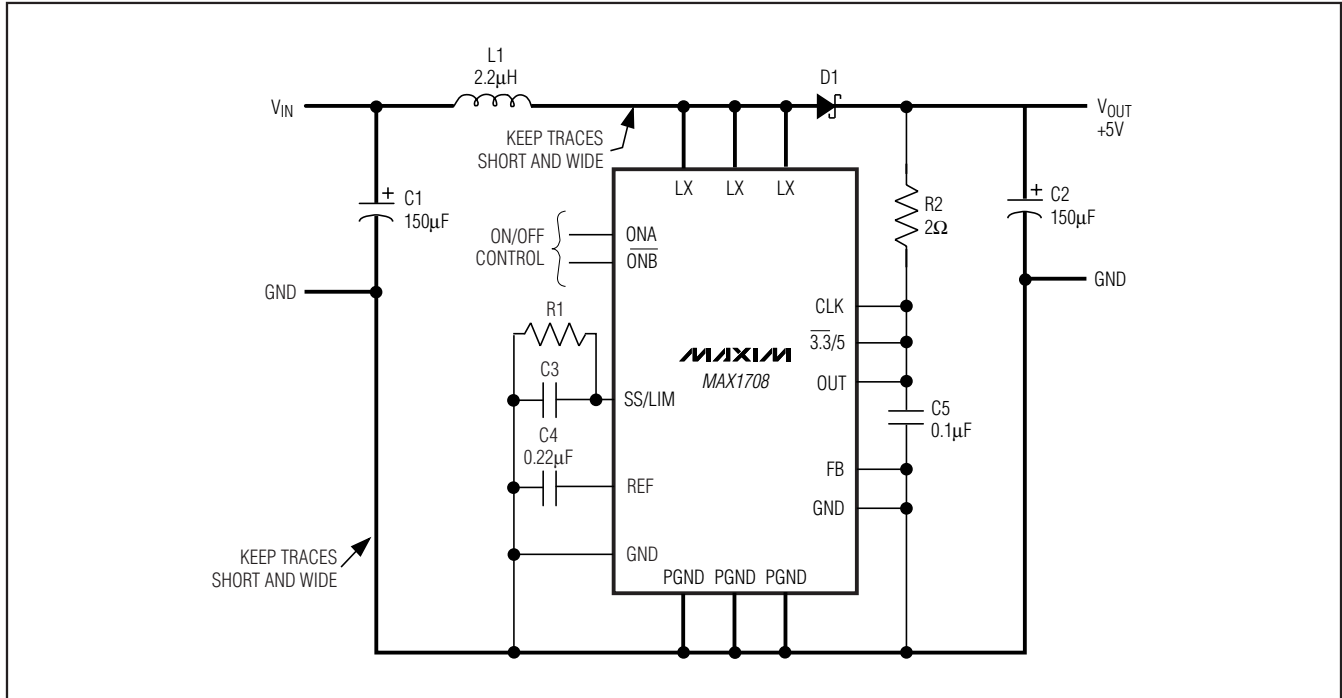 L1
2.2µH
D1
VIN
VOUT
+5V
KEEP TRACES
SHORT AND WIDE
LX LX LX
C1
150µF
+
R2
2Ω
C2
150µF
+
ON/OFF
CONTROL
ONA
O̅N̅B̅
GND
GND
CLK
R1
3̅.3̅/5
MAXIM
MAX1708
OUT
C3
SS/LIM
C5
0.1µF
C4
0.22µF
FB
REF
GND
KEEP TRACES
SHORT AND WIDE
GND
PGND PGND PGND